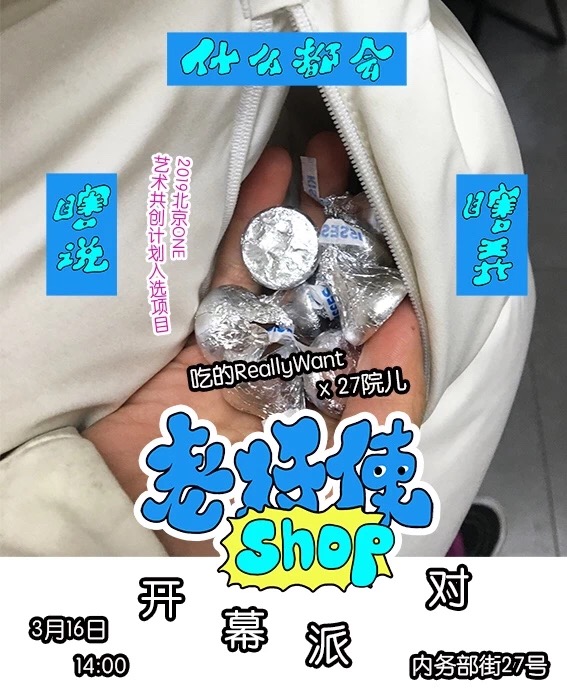 什么都会
瞎说
瞎
2019北京ONE
艺术共创计划入选项目
吃的ReallyWant
x 27院儿
老好使
shop
开幕派对
3月16日
14:00
内务部街27号